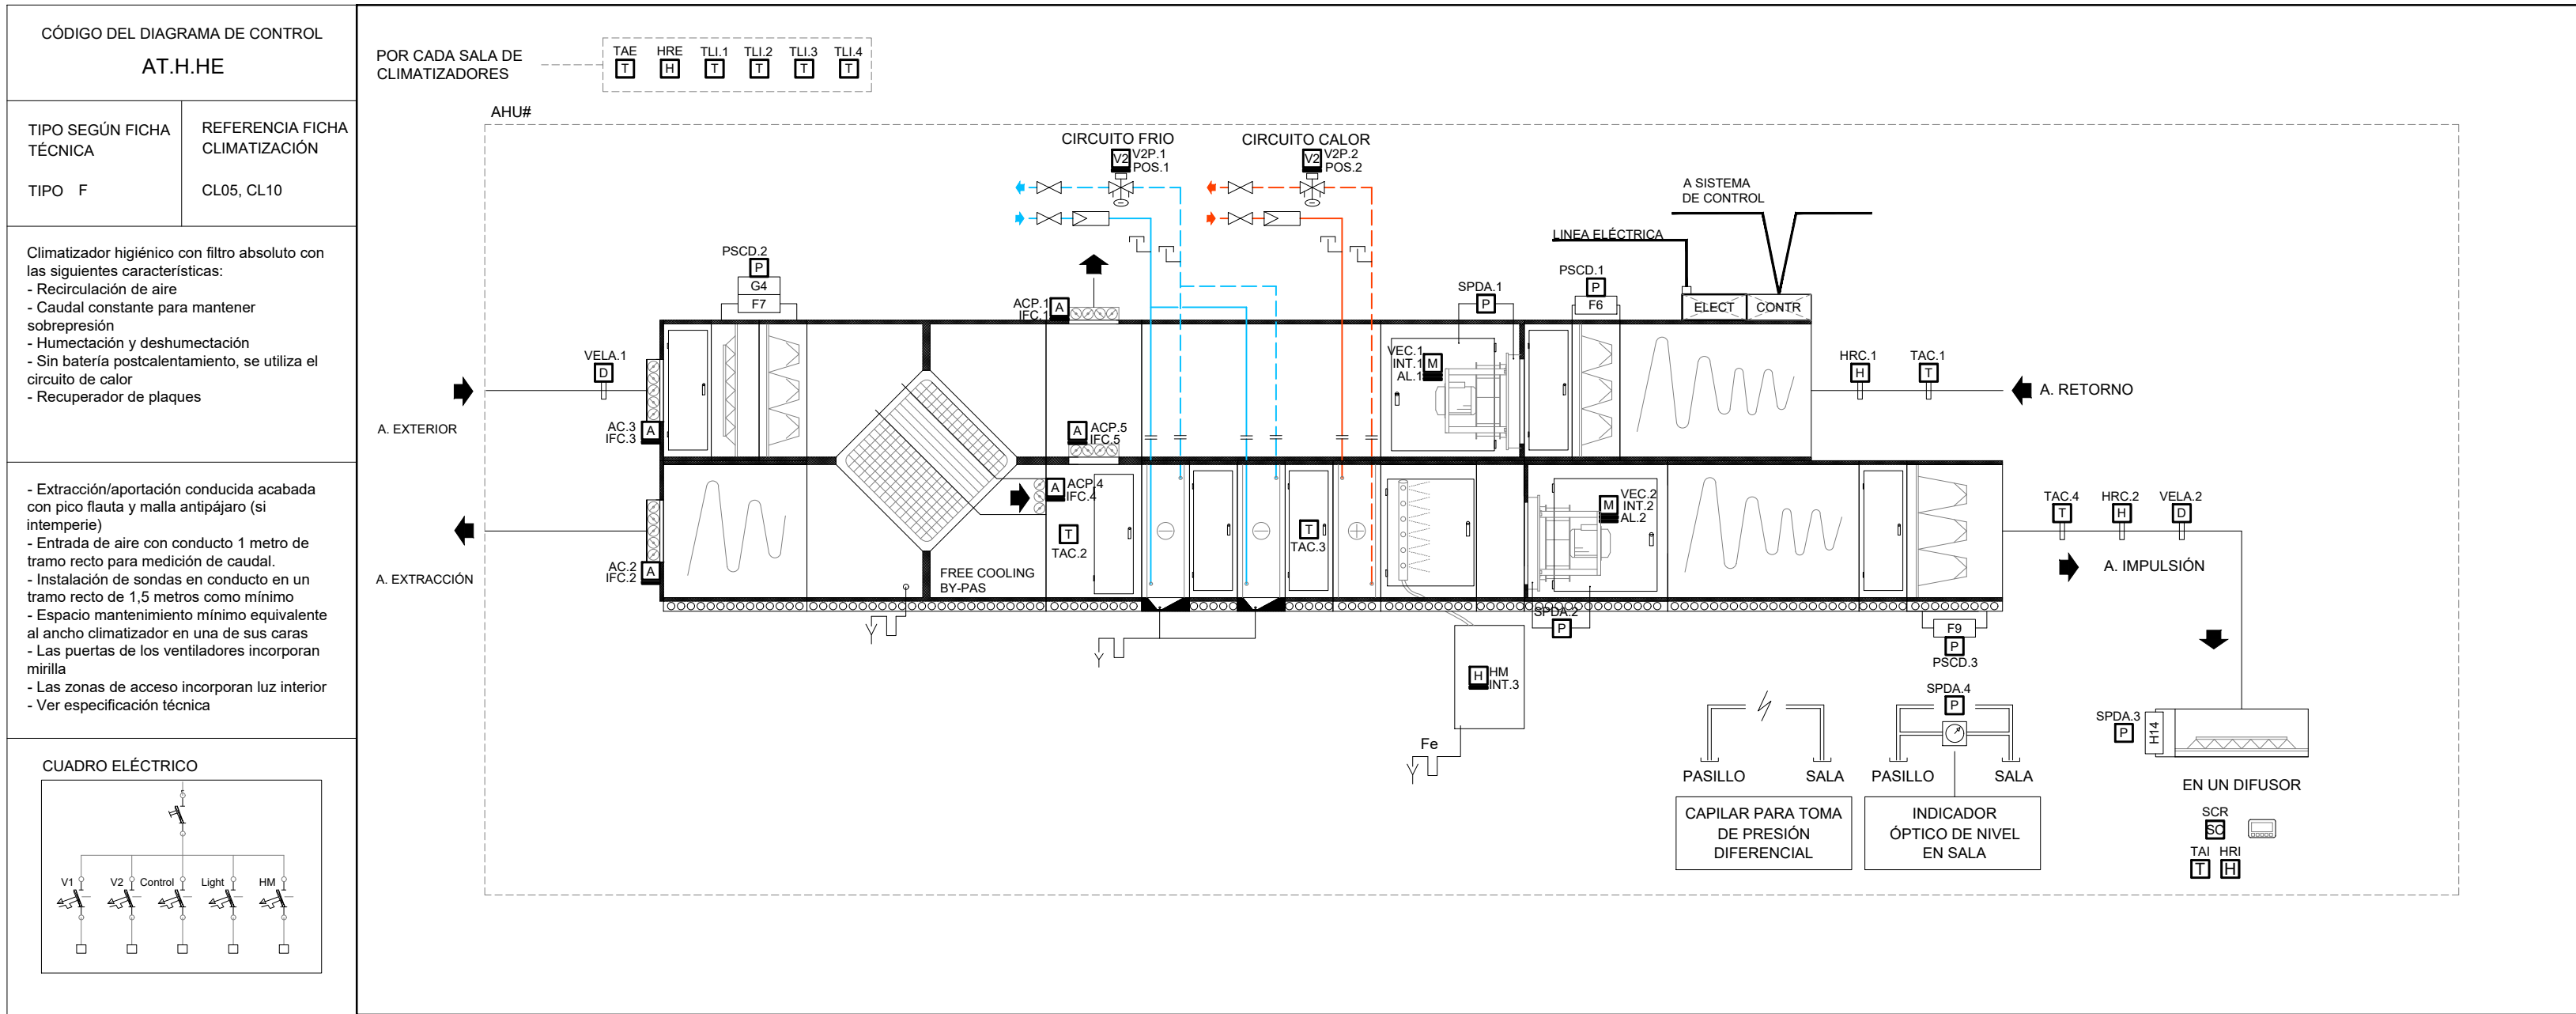 CÓDIGO DEL DIAGRAMA DE CONTROL
AT.H.HE
TIPO SEGÚN FICHA
TÉCNICA
TIPO F
REFERENCIA FICHA
CLIMATIZACIÓN
CL05, CL10
Climatizador higiénico con filtro absoluto con
las siguientes características:
- Recirculación de aire
- Caudal constante para mantener
sobrepresión
- Humectación y deshumectación
- Sin batería postcalentamiento, se utiliza el
circuito de calor
- Recuperador de plaques
- Extracción/aportación conducida acabada
con pico flauta y malla antipájaro (si
intemperie)
- Entrada de aire con conducto 1 metro de
tramo recto para medición de caudal.
- Instalación de sondas en conducto en un
tramo recto de 1,5 metros como mínimo
- Espacio mantenimiento mínimo equivalente
al ancho climatizador en una de sus caras
- Las puertas de los ventiladores incorporan
mirilla
- Las zonas de acceso incorporan luz interior
- Ver especificación técnica
CUADRO ELÉCTRICO
V1 V2 Control Light HM
POR CADA SALA DE
CLIMATIZADORES
TAE HRE TLI.1 TLI.2 TLI.3 TLI.4
T H T T T T
AHU#
CIRCUITO FRIO
V2 V2P.1
POS.1
CIRCUITO CALOR
V2 V2P.2
POS.2
A SISTEMA
DE CONTROL
LINEA ELÉCTRICA
ELECT CONTR
PSCD.2
P
G4
F7
ACP.1 A
IFC.1
SPDA.1
P
PSCD.1
P
F6
VELA.1
D
A. EXTERIOR
AC.3 A
IFC.3
A ACP.5
IFC.5
VEC.1
INT.1 M
AL.1
HRC.1 TAC.1
H T
A. RETORNO
A ACP.4
IFC.4
A. EXTRACCIÓN
AC.2 A
IFC.2
FREE COOLING
BY-PAS
T
TAC.2
T
TAC.3
M VEC.2
INT.2
AL.2
TAC.4 HRC.2 VELA.2
T H D
A. IMPULSIÓN
SPDA.2
P
F9
P
PSCD.3
H HM
INT.3
Fe
PASILLO SALA
CAPILAR PARA TOMA
DE PRESIÓN
DIFERENCIAL
SPDA.4
P
PASILLO SALA
INDICADOR
ÓPTICO DE NIVEL
EN SALA
SPDA.3
P
H14
EN UN DIFUSOR
SCR
SC
TAI HRI
T H